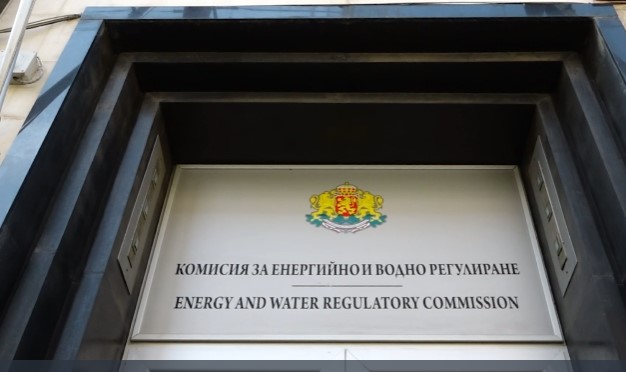 КОМИСИЯ ЗА ЕНЕРГИЙНО И ВОДНО РЕГУЛИРАНЕ
ENERGY AND WATER REGULATORY COMMISSION